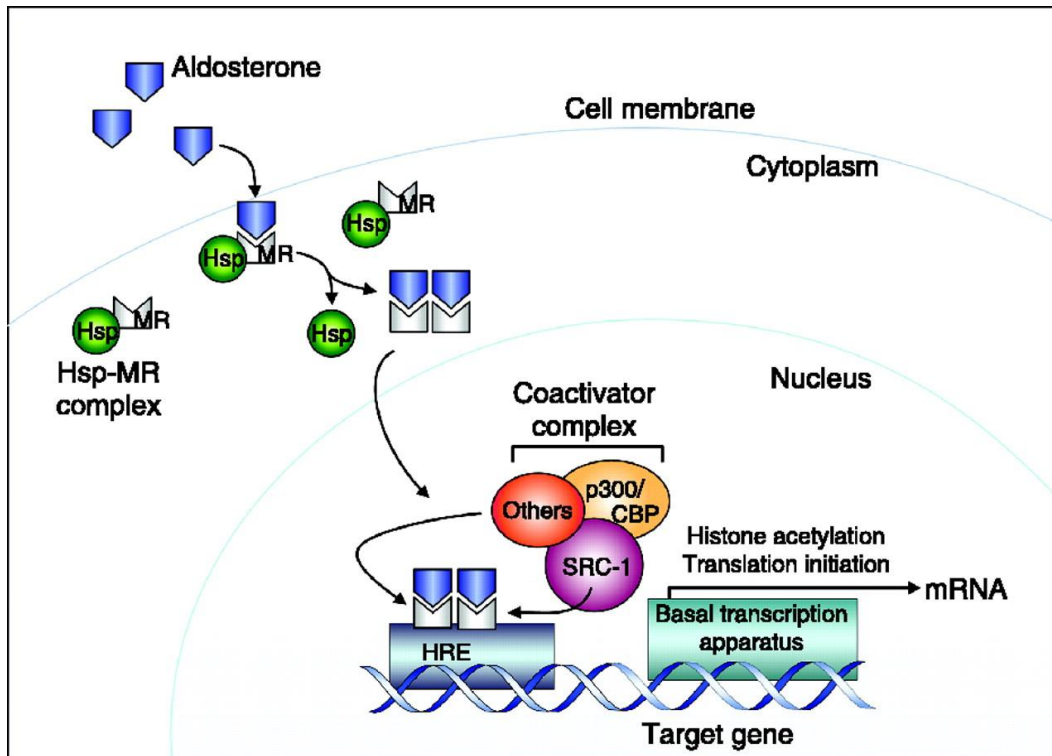 Aldosterone
Cell membrane
Cytoplasm
MR
Hsp
Hsp
MR
MR
Hsp
Hsp
Hsp-MR
complex
Nucleus
Coactivator
complex
p300/
CBP
Others
SRC-1
Histone acetylation
Translation initiation
mRNA
Basal transcription
apparatus
HRE
Target gene